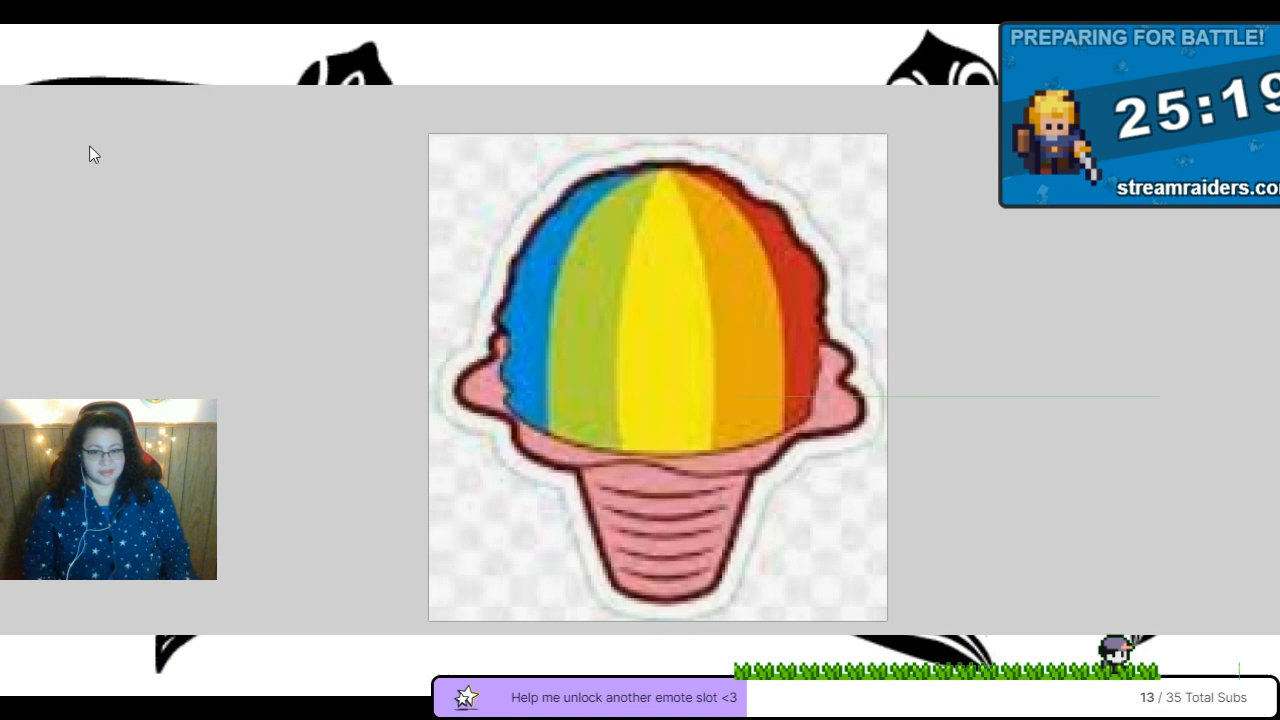 PREPARING FOR BATTLE!
25:19
streamraiders.co
Help me unlock another emote slot <3
13 / 35 Total Subs